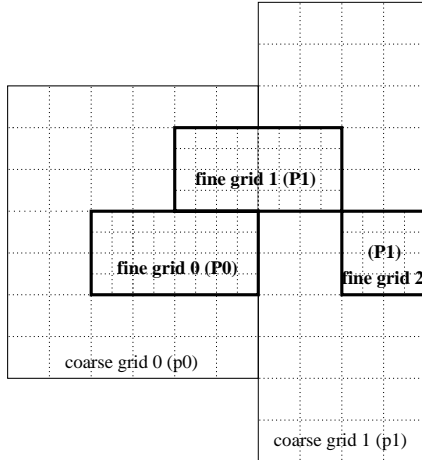 fine grid 1 (P1)
fine grid 0 (P0)
(P1)
fine grid 2
coarse grid 0 (p0)
coarse grid 1 (p1)